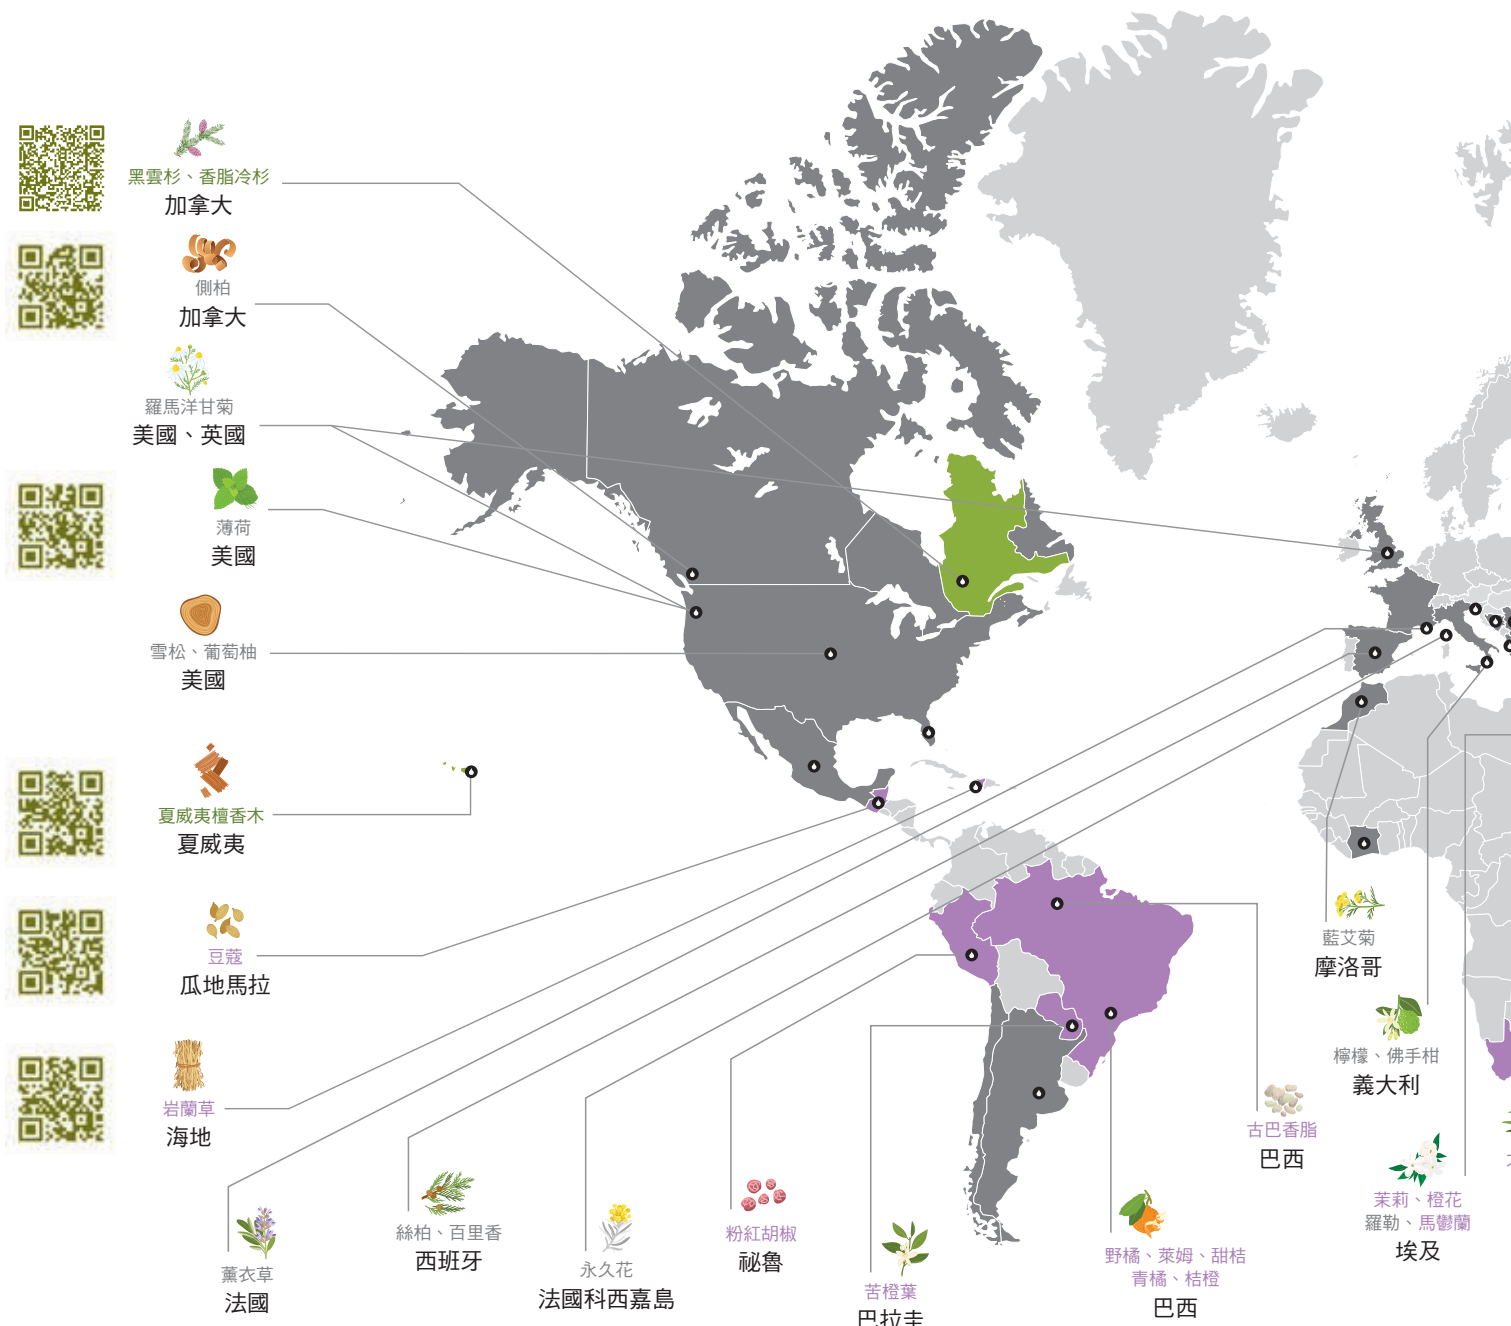 黑雲杉、香脂冷杉
加拿大
側柏
加拿大
羅馬洋甘菊
美國、英國
薄荷
美國
雪松、葡萄柚
美國
夏威夷檀香木
夏威夷
豆蔻
瓜地馬拉
岩蘭草
海地
薰衣草
法國
絲柏、百里香
西班牙
永久花
法國科西嘉島
粉紅胡椒
祕魯
苦橙葉
巴拉圭
野橘、萊姆、甜桔
青橘、桔橙
巴西
古巴香脂
巴西
藍艾菊
摩洛哥
檸檬、佛手柑
義大利
茉莉、橙花
羅勒、馬鬱蘭
埃及